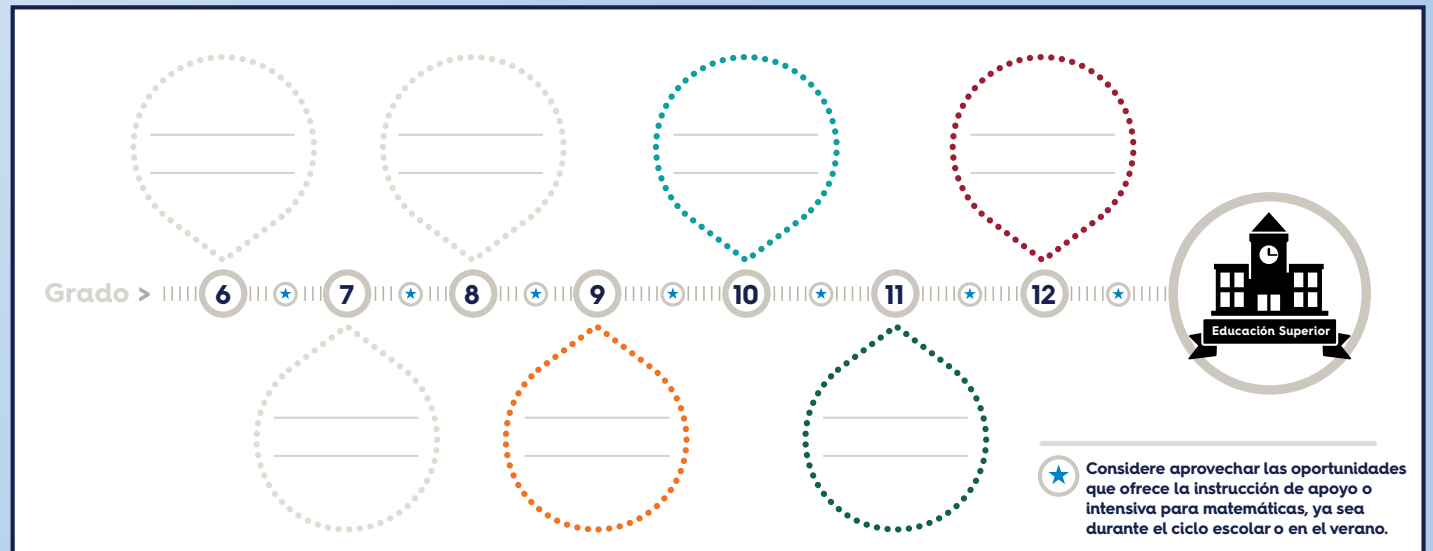 Grado > 6 7 8 9 10 11 12
Educación Superior
Considere aprovechar las oportunidades
que ofrece la instrucción de apoyo o
intensiva para matemáticas, ya sea
durante el ciclo escolar o en el verano.